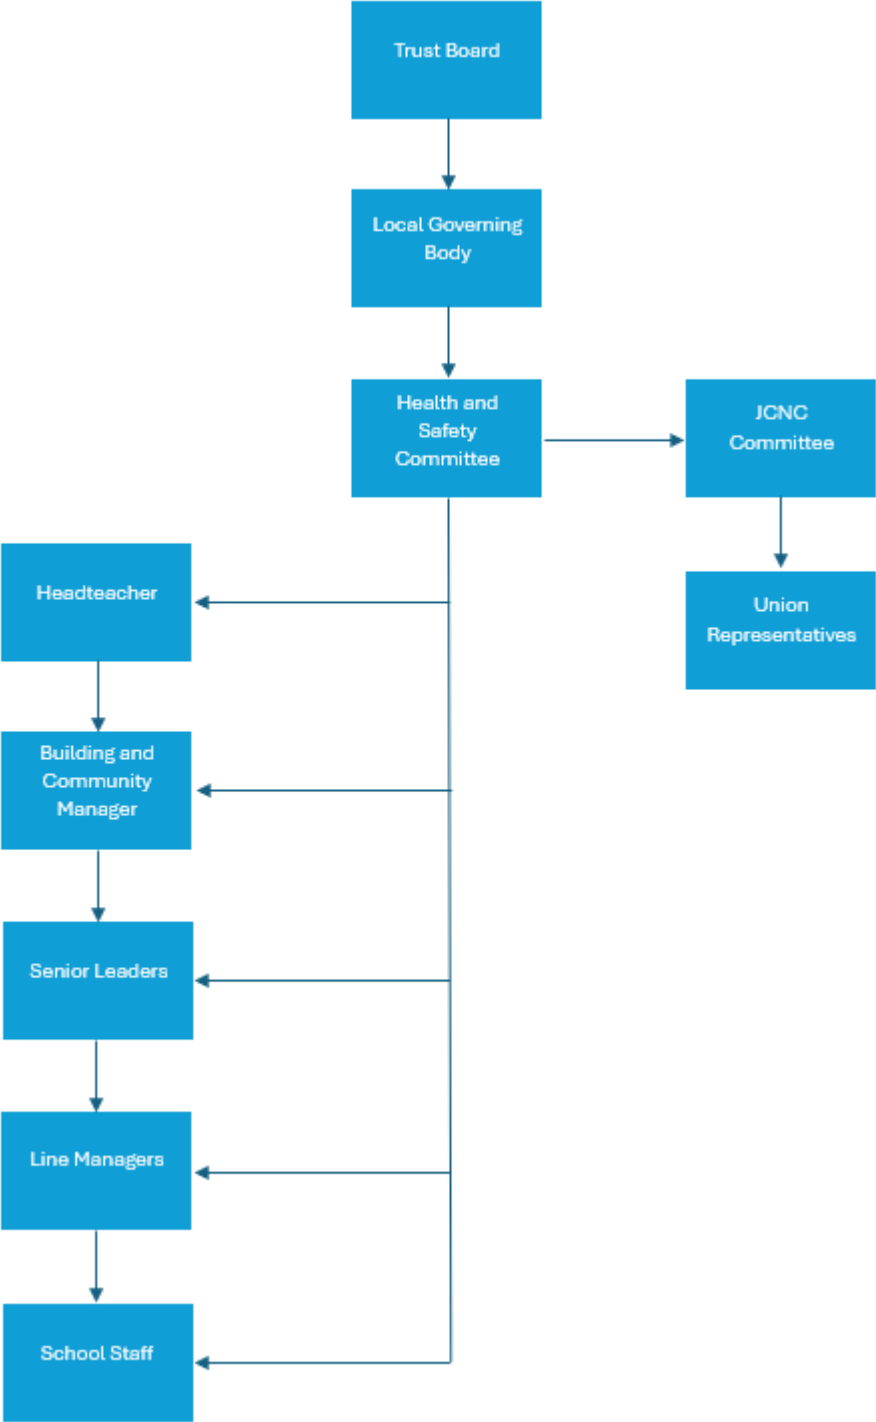 Trust Board
Local Governing
Body
Health and
Safety
Committee
JCNC
Committee
Headteacher
Union
Representatives
Building and
Community
Manager
Senior Leaders
Line Managers
School Staff